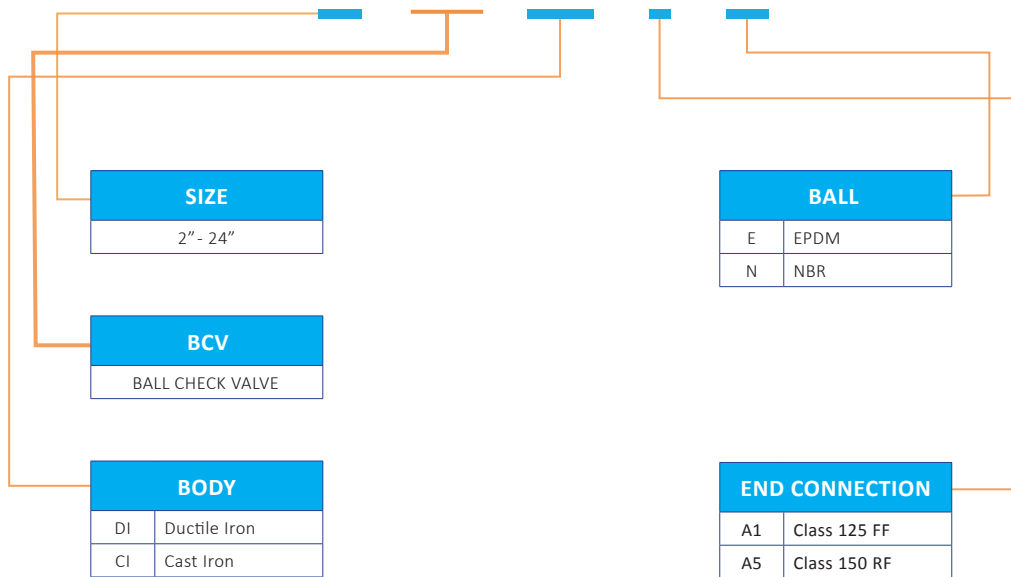 SIZE
2” - 24”
BCV
BALL CHECK VALVE
BODY
DI Ductile Iron
CI Cast Iron
BALL
E EPDM
N NBR
END CONNECTION
A1 Class 125 FF
A5 Class 150 RF